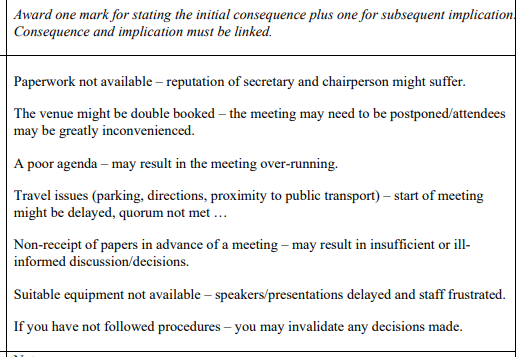 Award one mark for stating the initial consequence plus one for subsequent implication.
Consequence and implication must be linked.
Paperwork not available – reputation of secretary and chairperson might suffer.
The venue might be double booked – the meeting may need to be postponed/attendees
may be greatly inconvenienced.
A poor agenda – may result in the meeting over-running.
Travel issues (parking, directions, proximity to public transport) – start of meeting
might be delayed, quorum not met …
Non-receipt of papers in advance of a meeting – may result in insufficient or ill-
informed discussion/decisions.
Suitable equipment not available – speakers/presentations delayed and staff frustrated.
If you have not followed procedures – you may invalidate any decisions made.